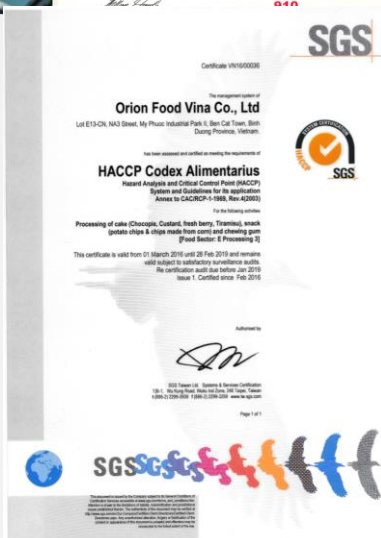 910
SGS
Certificate VN16/00036
The management system of
Orion Food Vina Co., Ltd
Lot E13-CN, NA3 Street, My Phuoc Industrial Park II, Ben Cat Town, Binh
Duong Province, Vietnam.
has been assessed and certified as meeting the requirements of
HACCP Codex Alimentarius
Hazard Analysis and Critical Control Point (HACCP)
System and Guidelines for its application
Annex to CAC/RCP-1-1969, Rev.4(2003)
For the following activities
Processing of cake (Chocopie, Custard, fresh berry, Tiramisu), snack
(potato chips & chips made from corn) and chewing gum
[Food Sector: E Processing 3]
This certificate is valid from 01 March 2016 until 28 Feb 2019 and remains
valid subject to satisfactory surveillance audits.
Re certification audit due before Jan 2019
Issue 1. Certified since Feb 2016
SYSTEM CERTIFICATION
HACCP
SGS
Authorised by
SGS Taiwan Ltd. Systems & Services Certification
Page 1 of 1
SGSSGSSGS